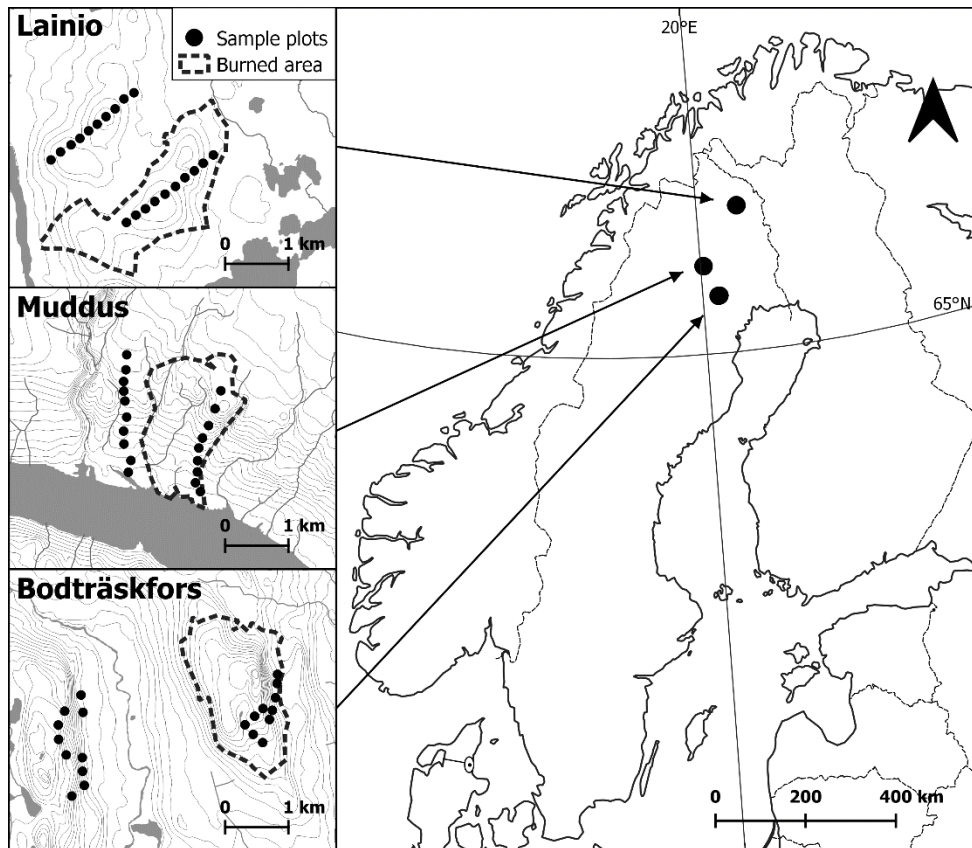 Lainio
Sample plots
Burned area
0 1 km
Muddus
0 1 km
Bodträskfors
0 1 km
20°E
65°N
0 200 400 km